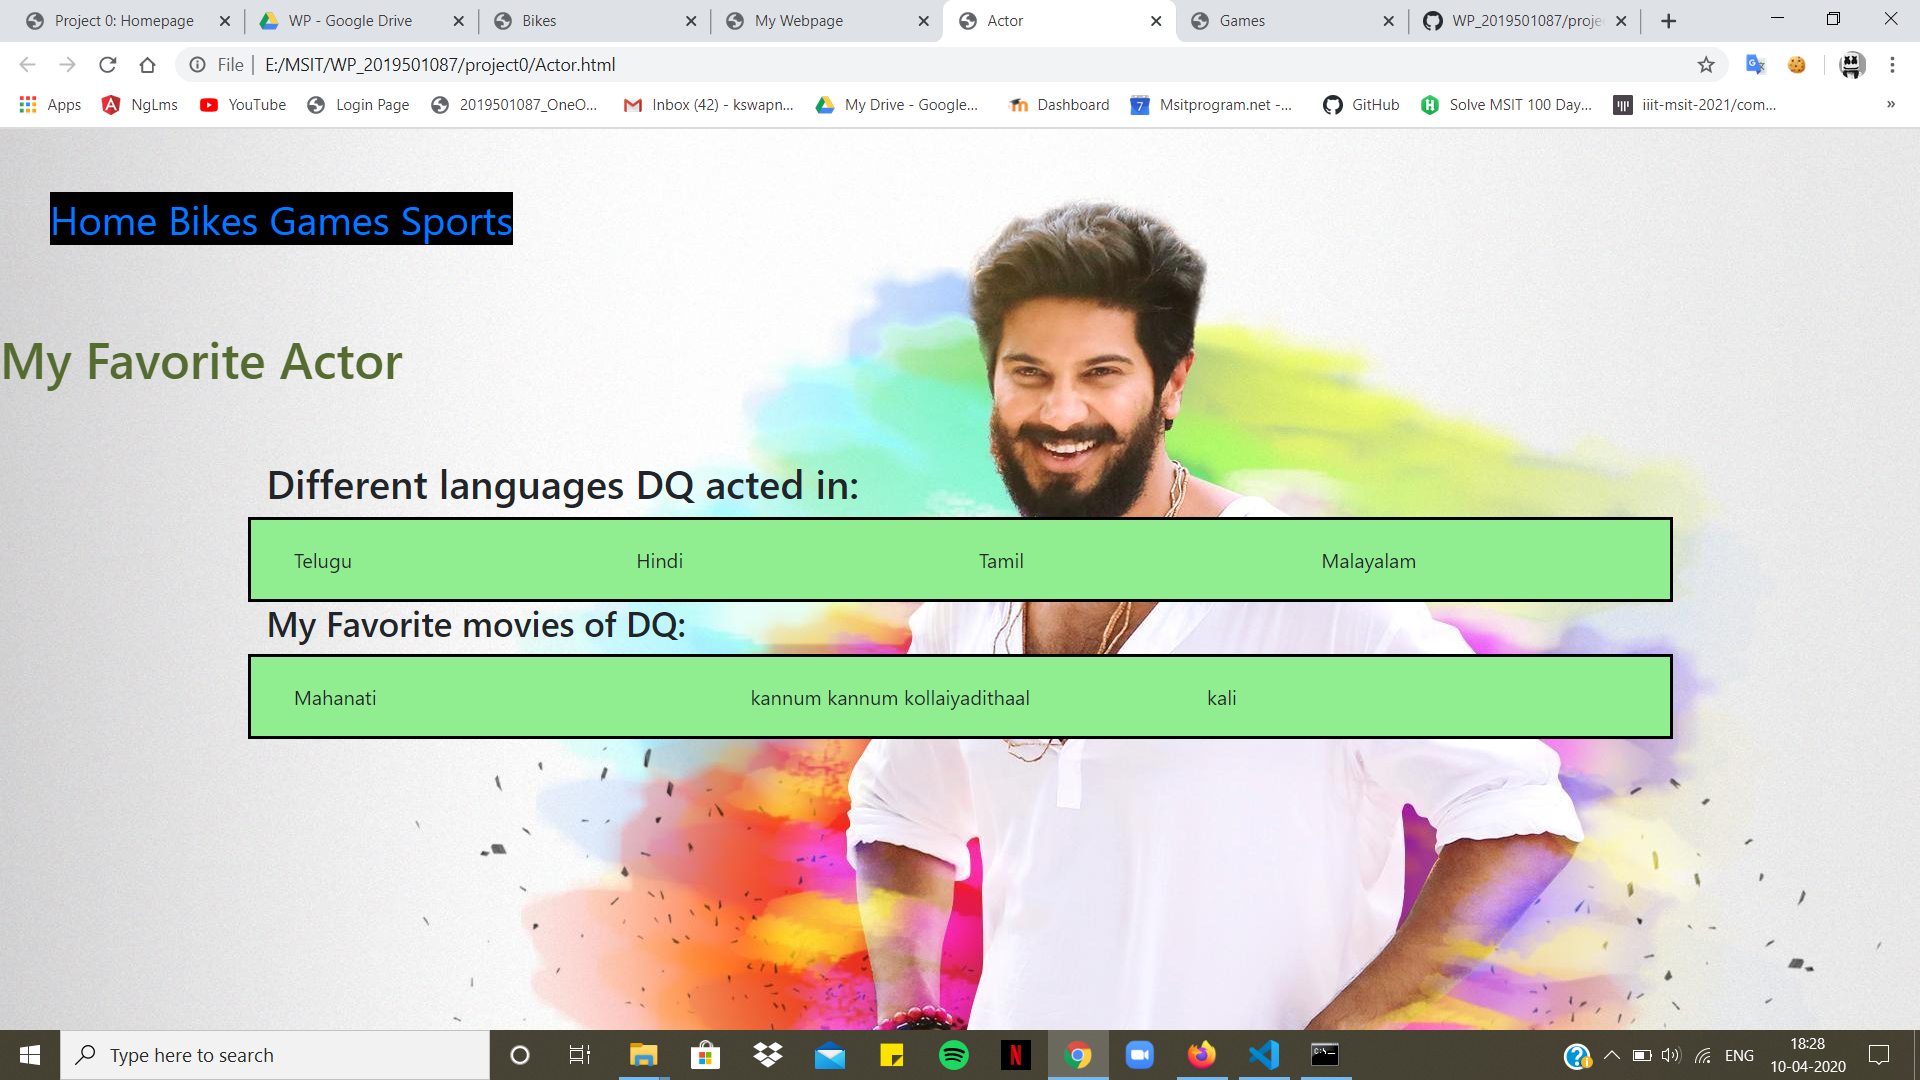 Project 0: Homepage
WP - Google Drive
Bikes
My Webpage
Actor
Games
WP_2019501087/proje
File
E:/MSIT/WP_2019501087/project0/Actor.html
Apps
NgLms
YouTube
Login Page
2019501087_OneO...
Inbox (42) - kswapn...
My Drive - Google...
Dashboard
7
Msitprogram.net -...
GitHub
Solve MSIT 100 Day...
iiit-msit-2021/com...
»
Home Bikes Games Sports
My Favorite Actor
Different languages DQ acted in:
Telugu Hindi Tamil Malayalam
My Favorite movies of DQ:
Mahanati kannum kannum kollaiyadithaal kali
Type here to search
ENG
18:28
10-04-2020